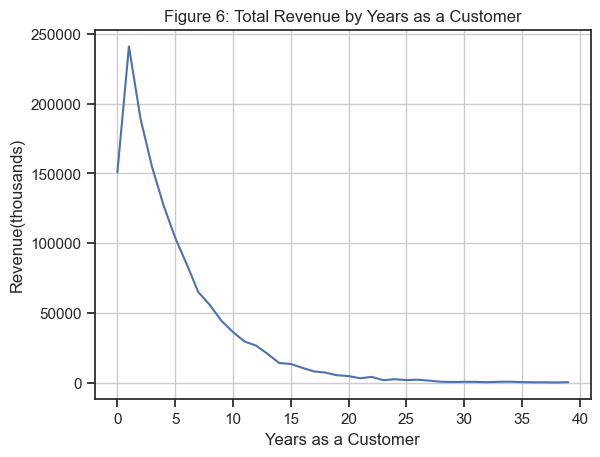 Figure 6: Total Revenue by Years as a Customer
250000
200000
150000
100000
50000
0
Revenue(thousands)
0 5 10 15 20 25 30 35 40
Years as a Customer